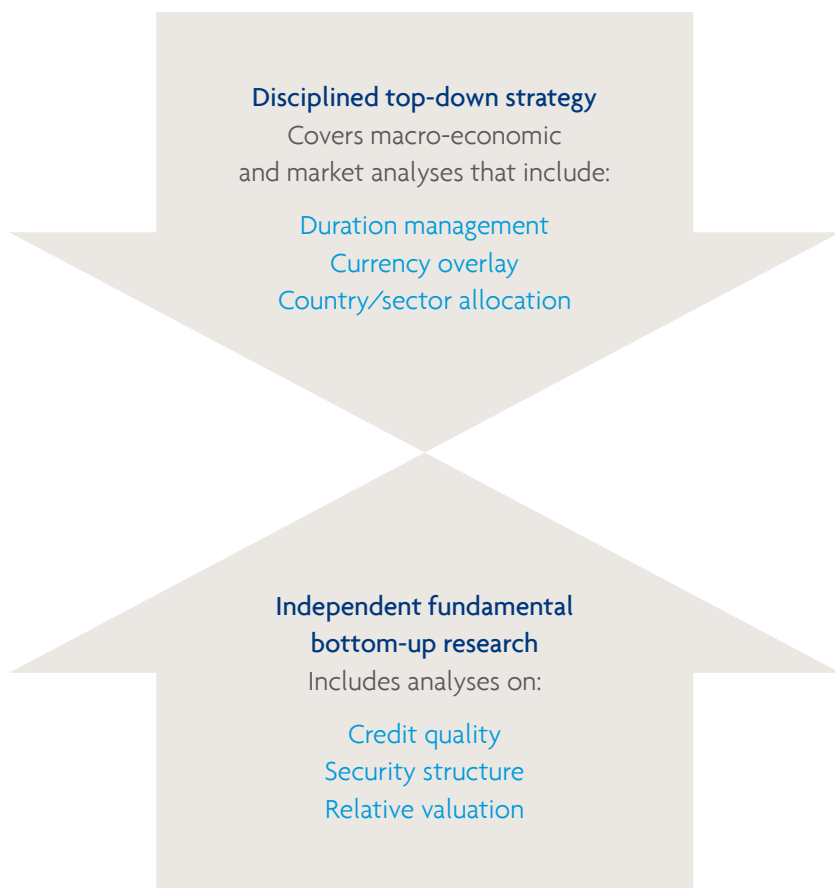 Disciplined top-down strategy
Covers macro-economic
and market analyses that include:
Duration management
Currency overlay
Country/sector allocation
Independent fundamental
bottom-up research
Includes analyses on:
Credit quality
Security structure
Relative valuation